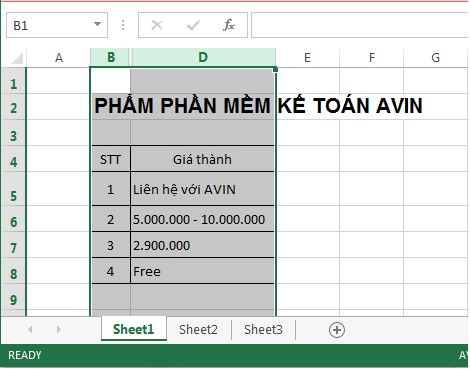 B1
fx
A B D E F G
1
2 PHẨM PHẦN MỀM KẾ TOÁN AVIN
3
4 STT Giá thành
5 1 Liên hệ với AVIN
6 2 5.000.000 - 10.000.000
7 3 2.900.000
8 4 Free
9
Sheet1 Sheet2 Sheet3
READY AV